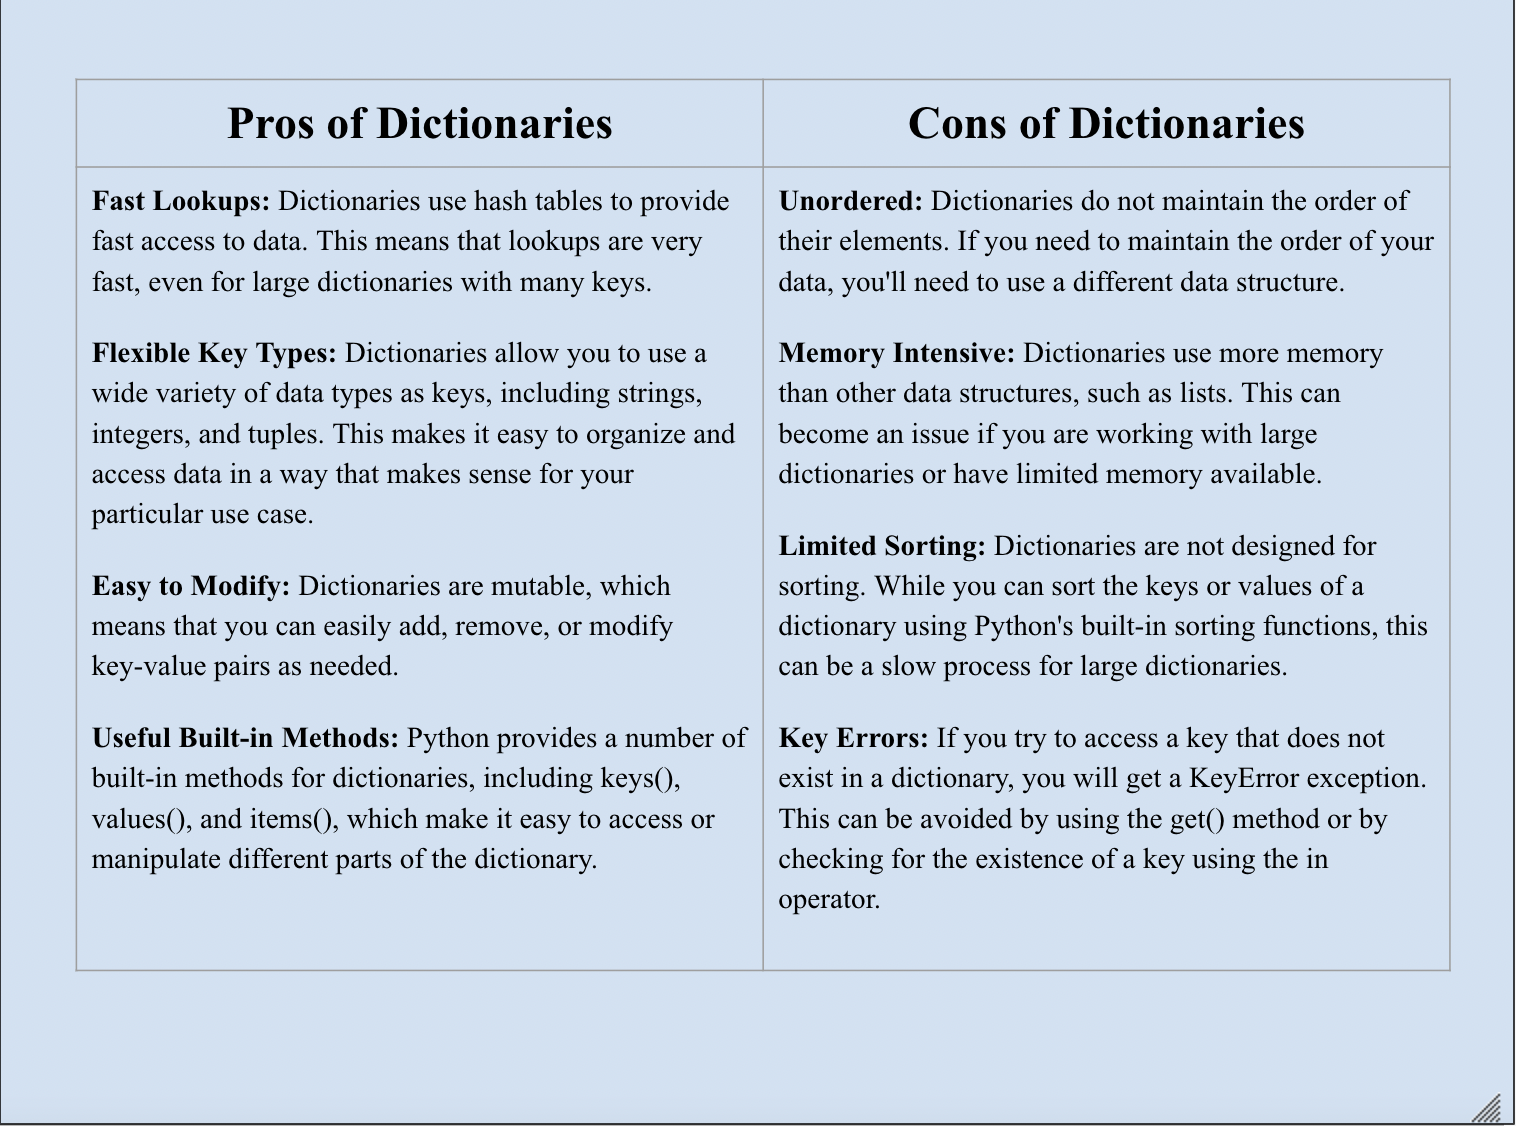 Pros of Dictionaries
Fast Lookups: Dictionaries use hash tables to provide
fast access to data. This means that lookups are very
fast, even for large dictionaries with many keys.
Flexible Key Types: Dictionaries allow you to use a
wide variety of data types as keys, including strings,
integers, and tuples. This makes it easy to organize and
access data in a way that makes sense for your
particular use case.
Easy to Modify: Dictionaries are mutable, which
means that you can easily add, remove, or modify
key-value pairs as needed.
Useful Built-in Methods: Python provides a number of
built-in methods for dictionaries, including keys(),
values(), and items(), which make it easy to access or
manipulate different parts of the dictionary.
Cons of Dictionaries
Unordered: Dictionaries do not maintain the order of
their elements. If you need to maintain the order of your
data, you'll need to use a different data structure.
Memory Intensive: Dictionaries use more memory
than other data structures, such as lists. This can
become an issue if you are working with large
dictionaries or have limited memory available.
Limited Sorting: Dictionaries are not designed for
sorting. While you can sort the keys or values of a
dictionary using Python's built-in sorting functions, this
can be a slow process for large dictionaries.
Key Errors: If you try to access a key that does not
exist in a dictionary, you will get a KeyError exception.
This can be avoided by using the get() method or by
checking for the existence of a key using the in
operator.